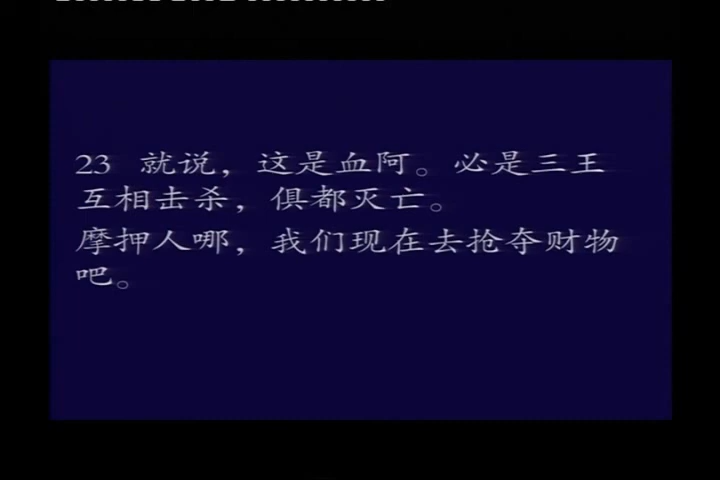 23 就说，这是血阿。必是三王
互相击杀，俱都灭亡。
摩押人哪，我们现在去抢夺财物
吧。